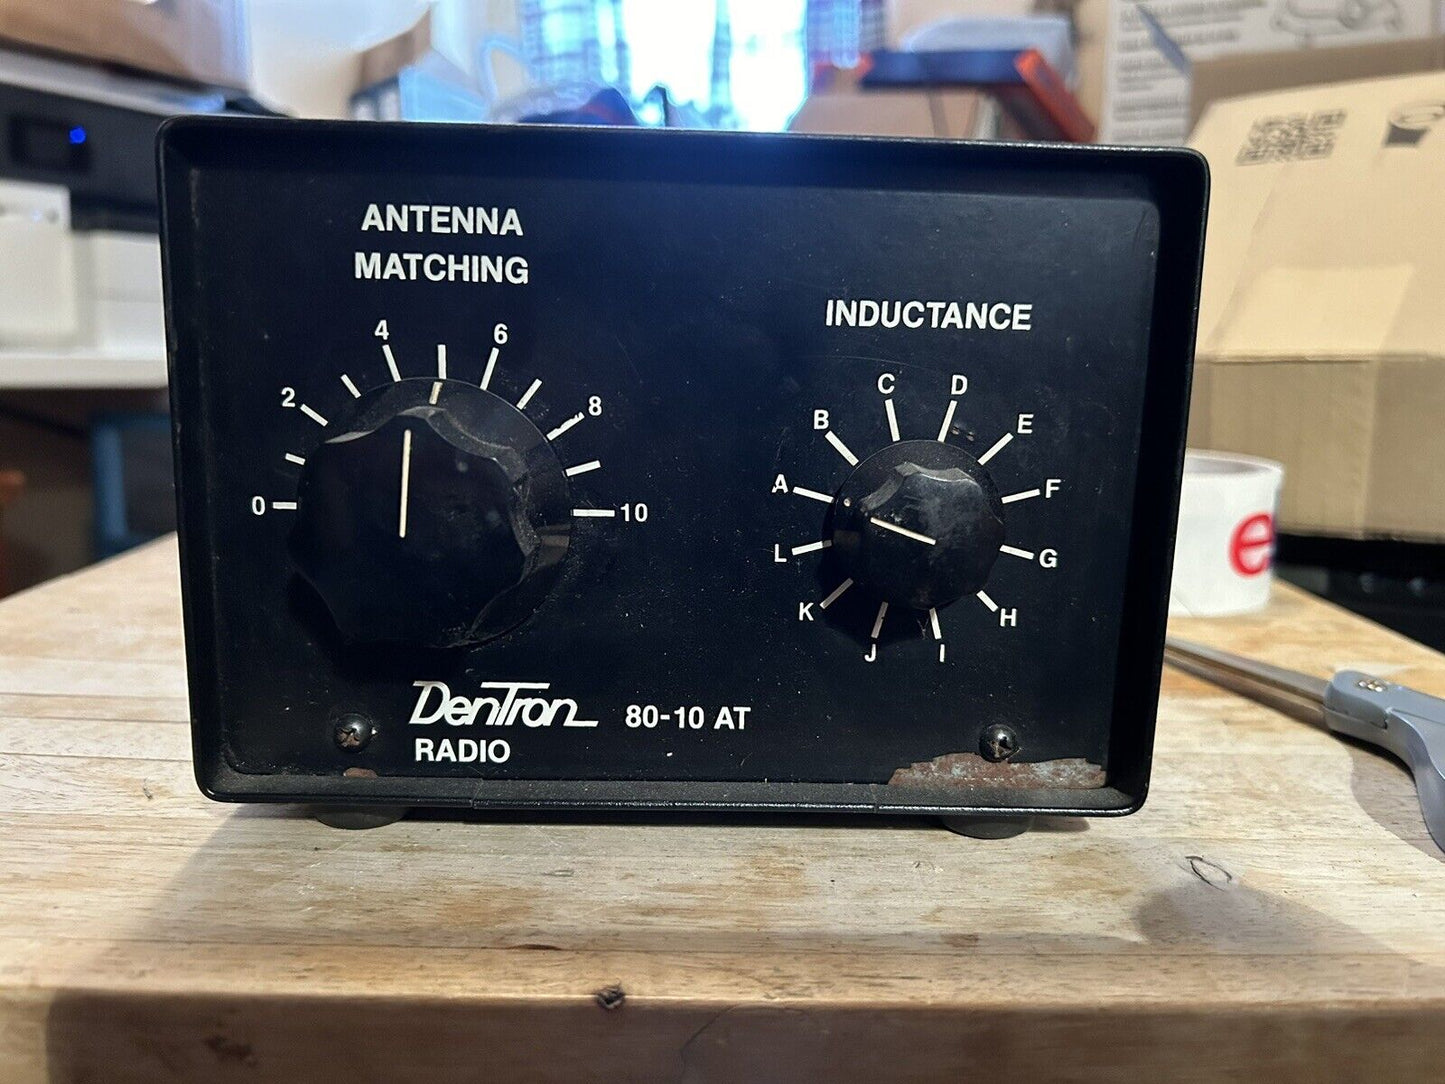 ANTENNA
MATCHING
INDUCTANCE
0
2
4
6
8
10
A
B
C
D
E
F
G
H
I
J
K
L
DenTron
RADIO
80-10 AT
e